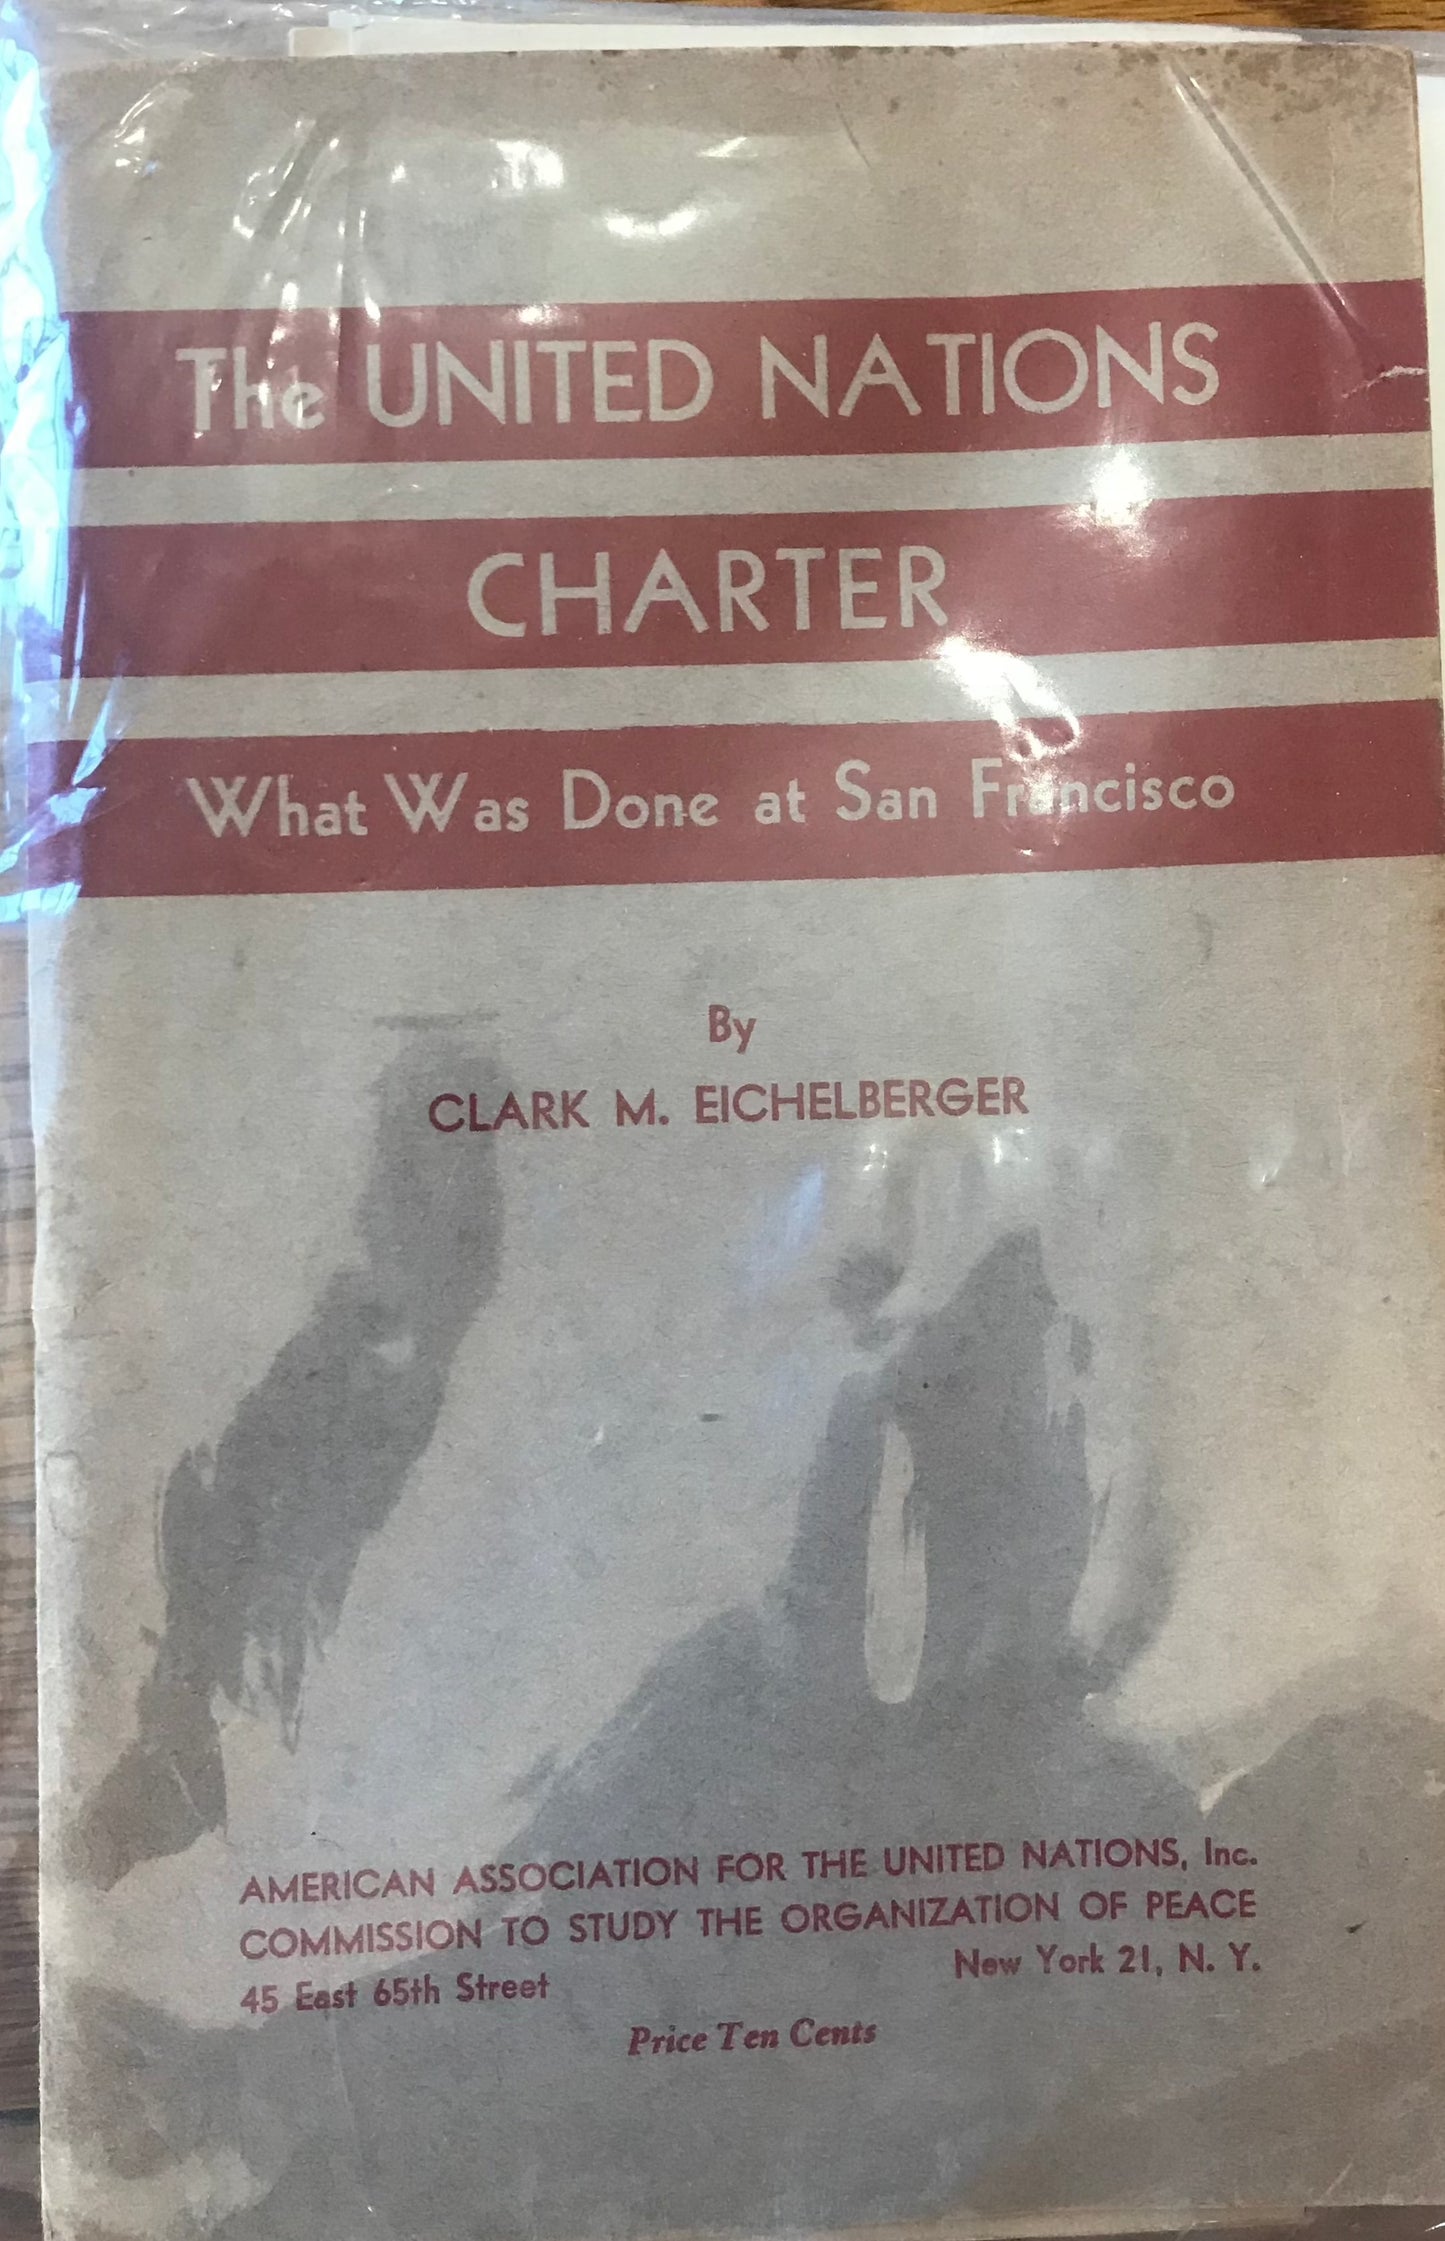 The UNITED NATIONS
CHARTER
What Was Done at San Francisco
By
CLARK M. EICHELBERGER
AMERICAN ASSOCIATION FOR THE UNITED NATIONS, Inc.
COMMISSION TO STUDY THE ORGANIZATION OF PEACE
45 East 65th Street New York 21, N. Y.
Price Ten Cents